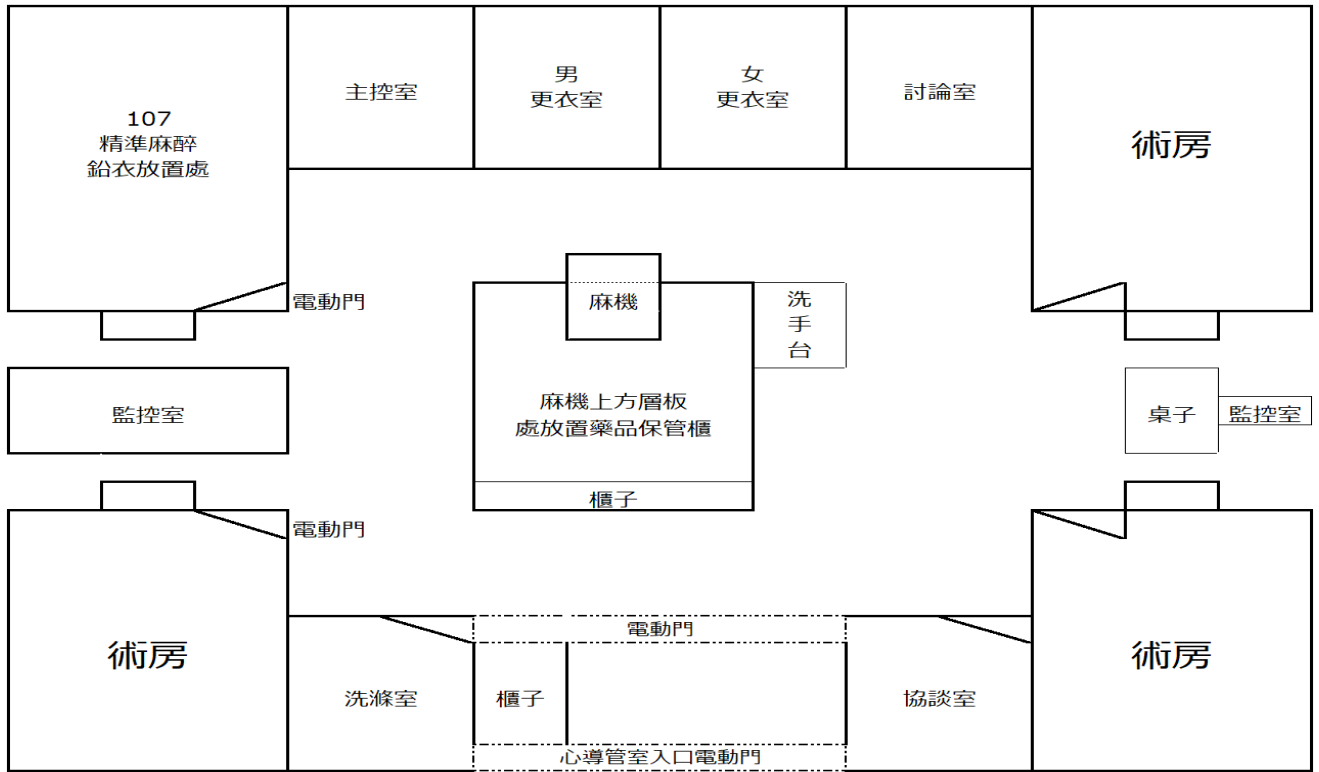 107
精準麻醉
鉛衣放置處
主控室
男
更衣室
女
更衣室
討論室
術房
電動門
麻機
洗
手
台
監控室
麻機上方層板
處放置藥品保管櫃
櫃子
桌子
監控室
電動門
術房
洗滌室
電動門
櫃子
心導管室入口電動門
協談室
術房